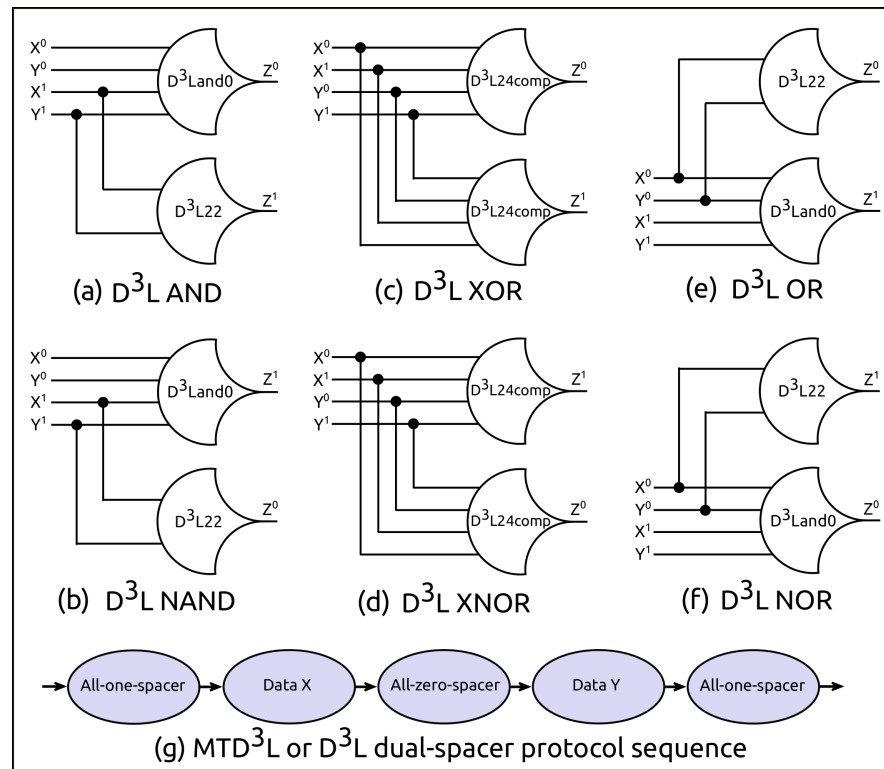 X⁰
Y⁰
X¹
Y¹
D³Land0
Z⁰
D³L22
Z¹
(a) D³L AND
X⁰
X¹
Y⁰
Y¹
D³L24comp
Z⁰
D³L24comp
Z¹
(c) D³L XOR
D³L22
Z⁰
X⁰
Y⁰
X¹
Y¹
D³Land0
Z¹
(e) D³L OR
X⁰
Y⁰
X¹
Y¹
D³Land0
Z¹
D³L22
Z⁰
(b) D³L NAND
X⁰
X¹
Y⁰
Y¹
D³L24comp
Z¹
D³L24comp
Z⁰
(d) D³L XNOR
D³L22
Z¹
X⁰
Y⁰
X¹
Y¹
D³Land0
Z⁰
(f) D³L NOR
All-one-spacer
Data X
All-zero-spacer
Data Y
All-one-spacer
(g) MTD³L or D³L dual-spacer protocol sequence